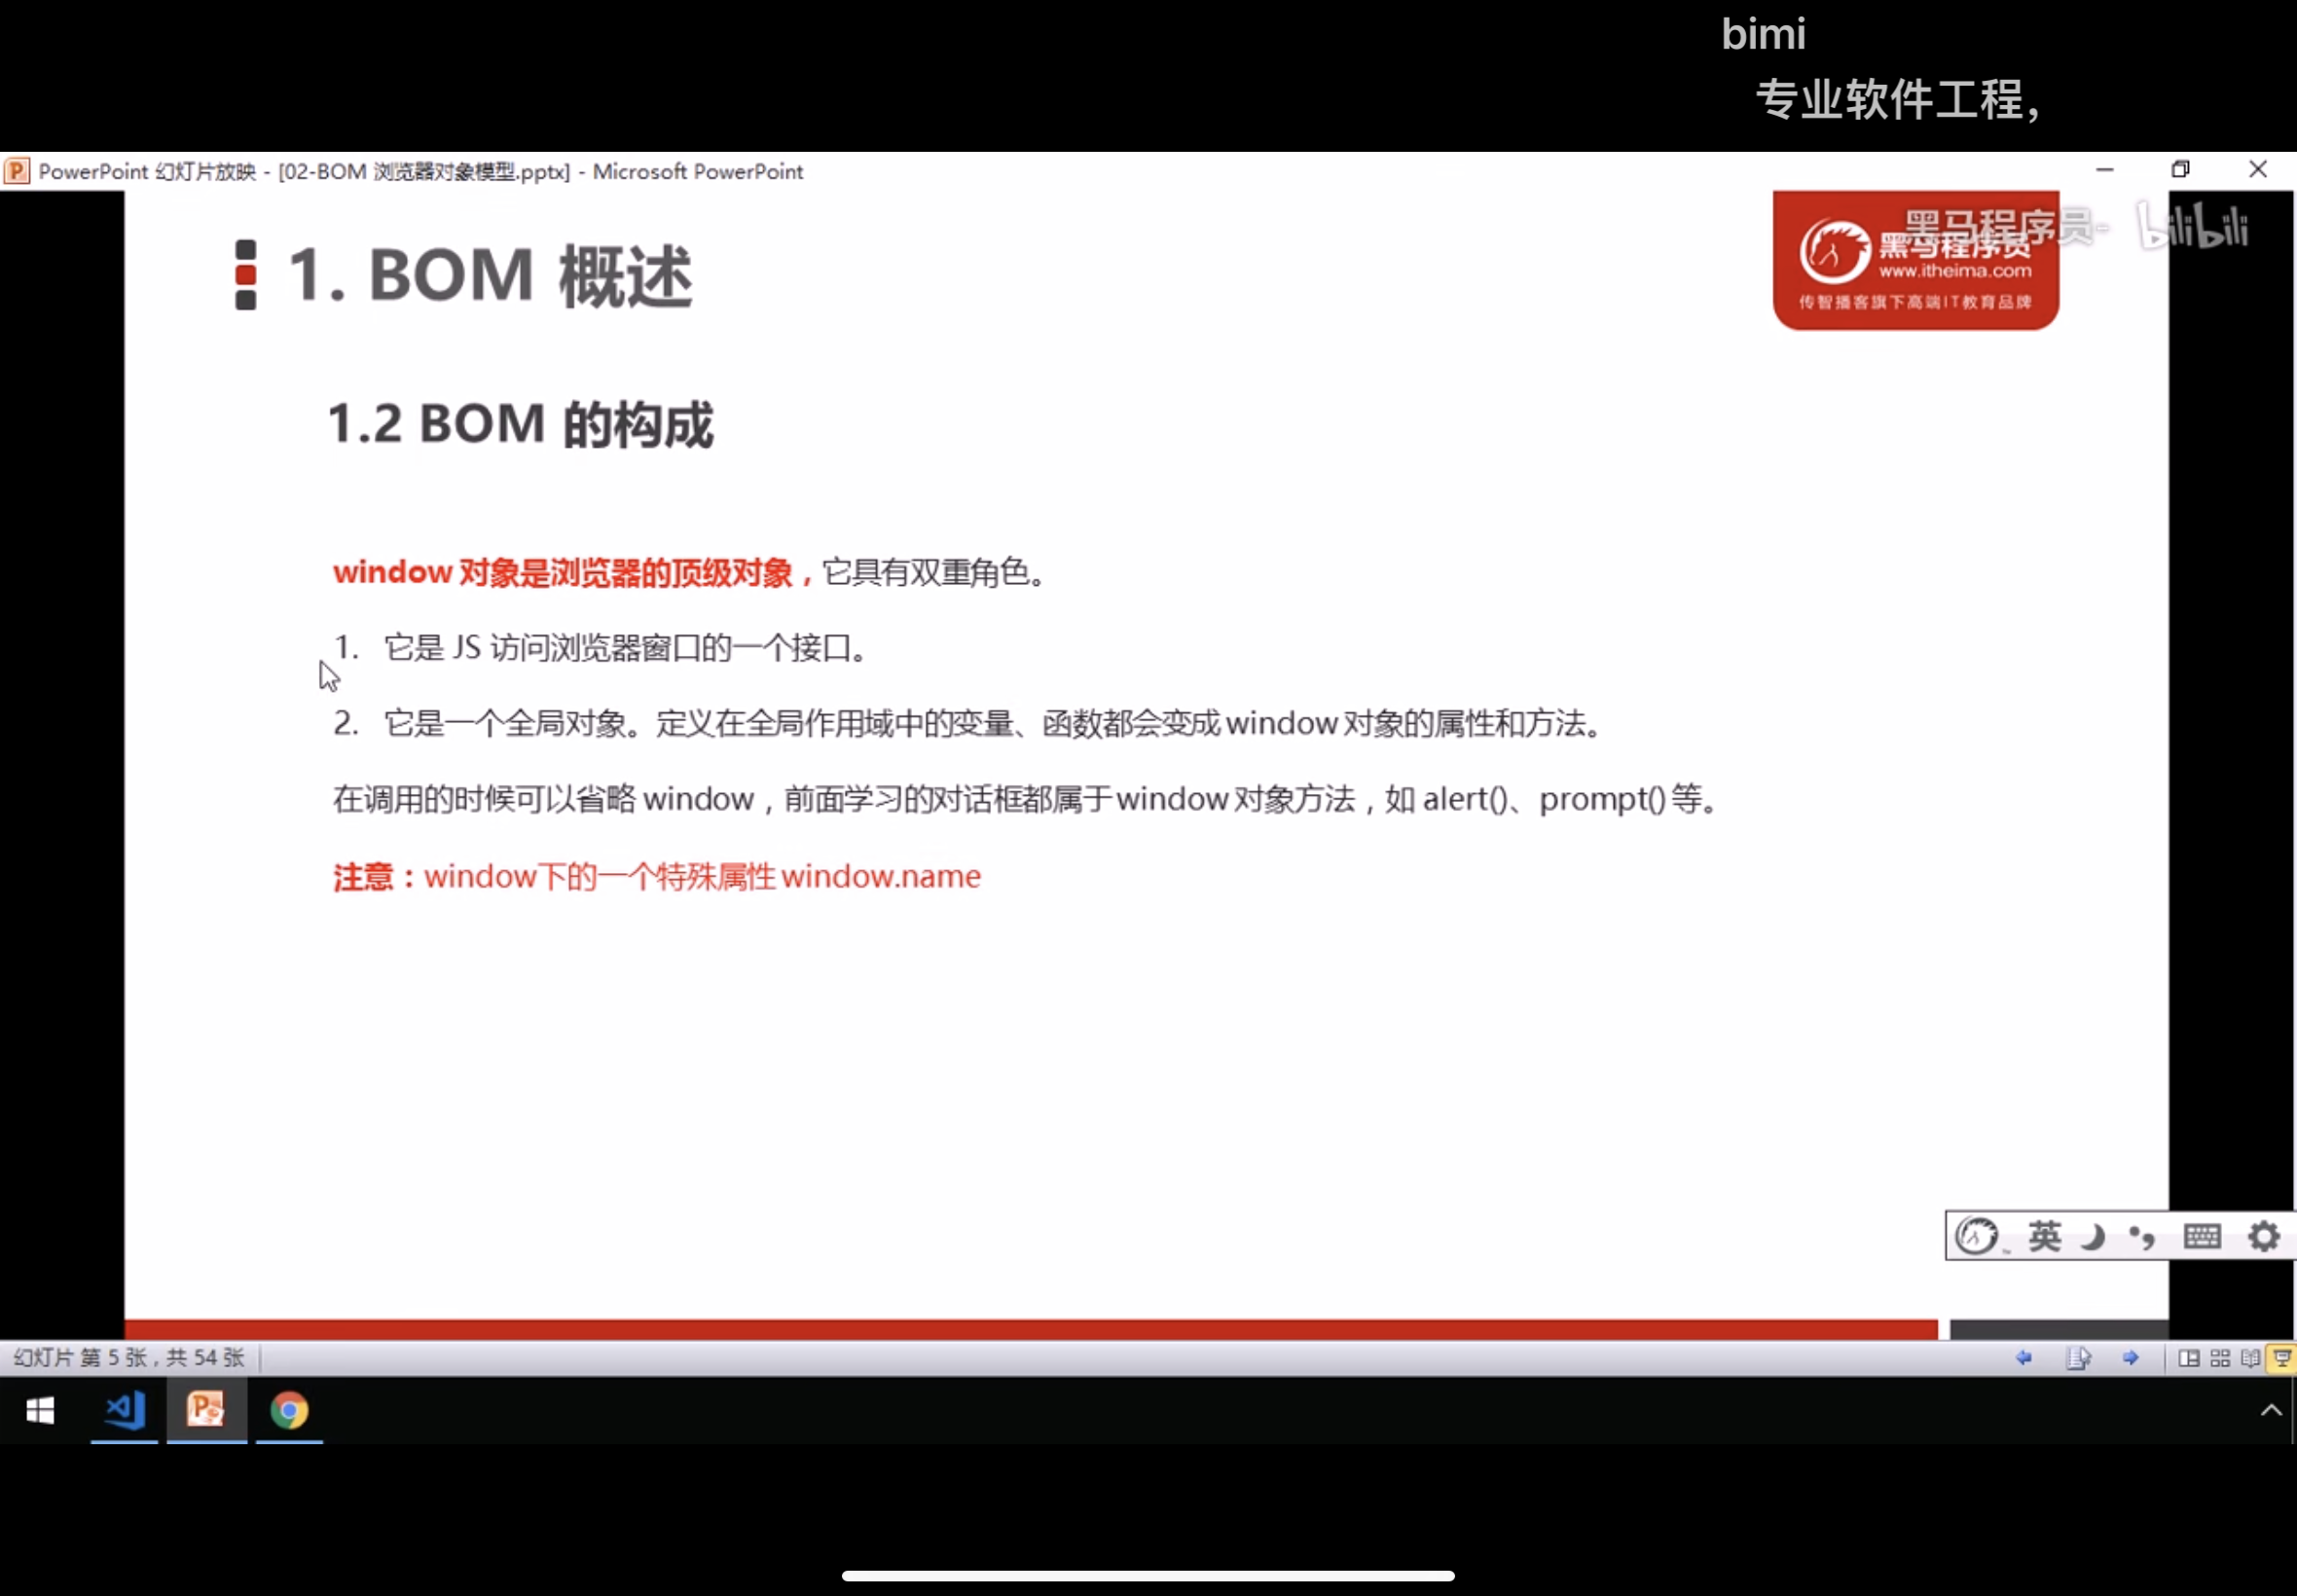 bimi
专业软件工程，
PowerPoint 幻灯片放映 - [02-BOM 浏览器对象模型.pptx] - Microsoft PowerPoint
黑马程序员- bilibili
黑马程序员
www.itheima.com
传智播客旗下高端IT教育品牌
1. BOM 概述
1.2 BOM 的构成
window 对象是浏览器的顶级对象，它具有双重角色。
1. 它是 JS 访问浏览器窗口的一个接口。
2. 它是一个全局对象。定义在全局作用域中的变量、函数都会变成 window 对象的属性和方法。
在调用的时候可以省略 window，前面学习的对话框都属于 window 对象方法，如 alert()、prompt() 等。
注意：window下的一个特殊属性 window.name
英
幻灯片 第 5 张，共 54 张